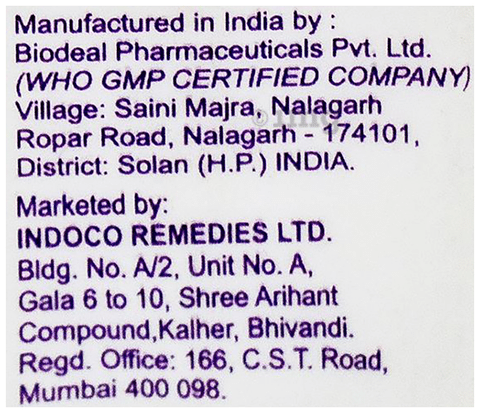 Manufactured in India by :
Biodeal Pharmaceuticals Pvt. Ltd.
(WHO GMP CERTIFIED COMPANY)
Village: Saini Majra, Nalagarh
Ropar Road, Nalagarh - 174101,
District: Solan (H.P.) INDIA.
Marketed by:
INDOCO REMEDIES LTD.
Bldg. No. A/2, Unit No. A,
Gala 6 to 10, Shree Arihant
Compound,Kalher, Bhivandi.
Regd. Office: 166, C.S.T. Road,
Mumbai 400 098.